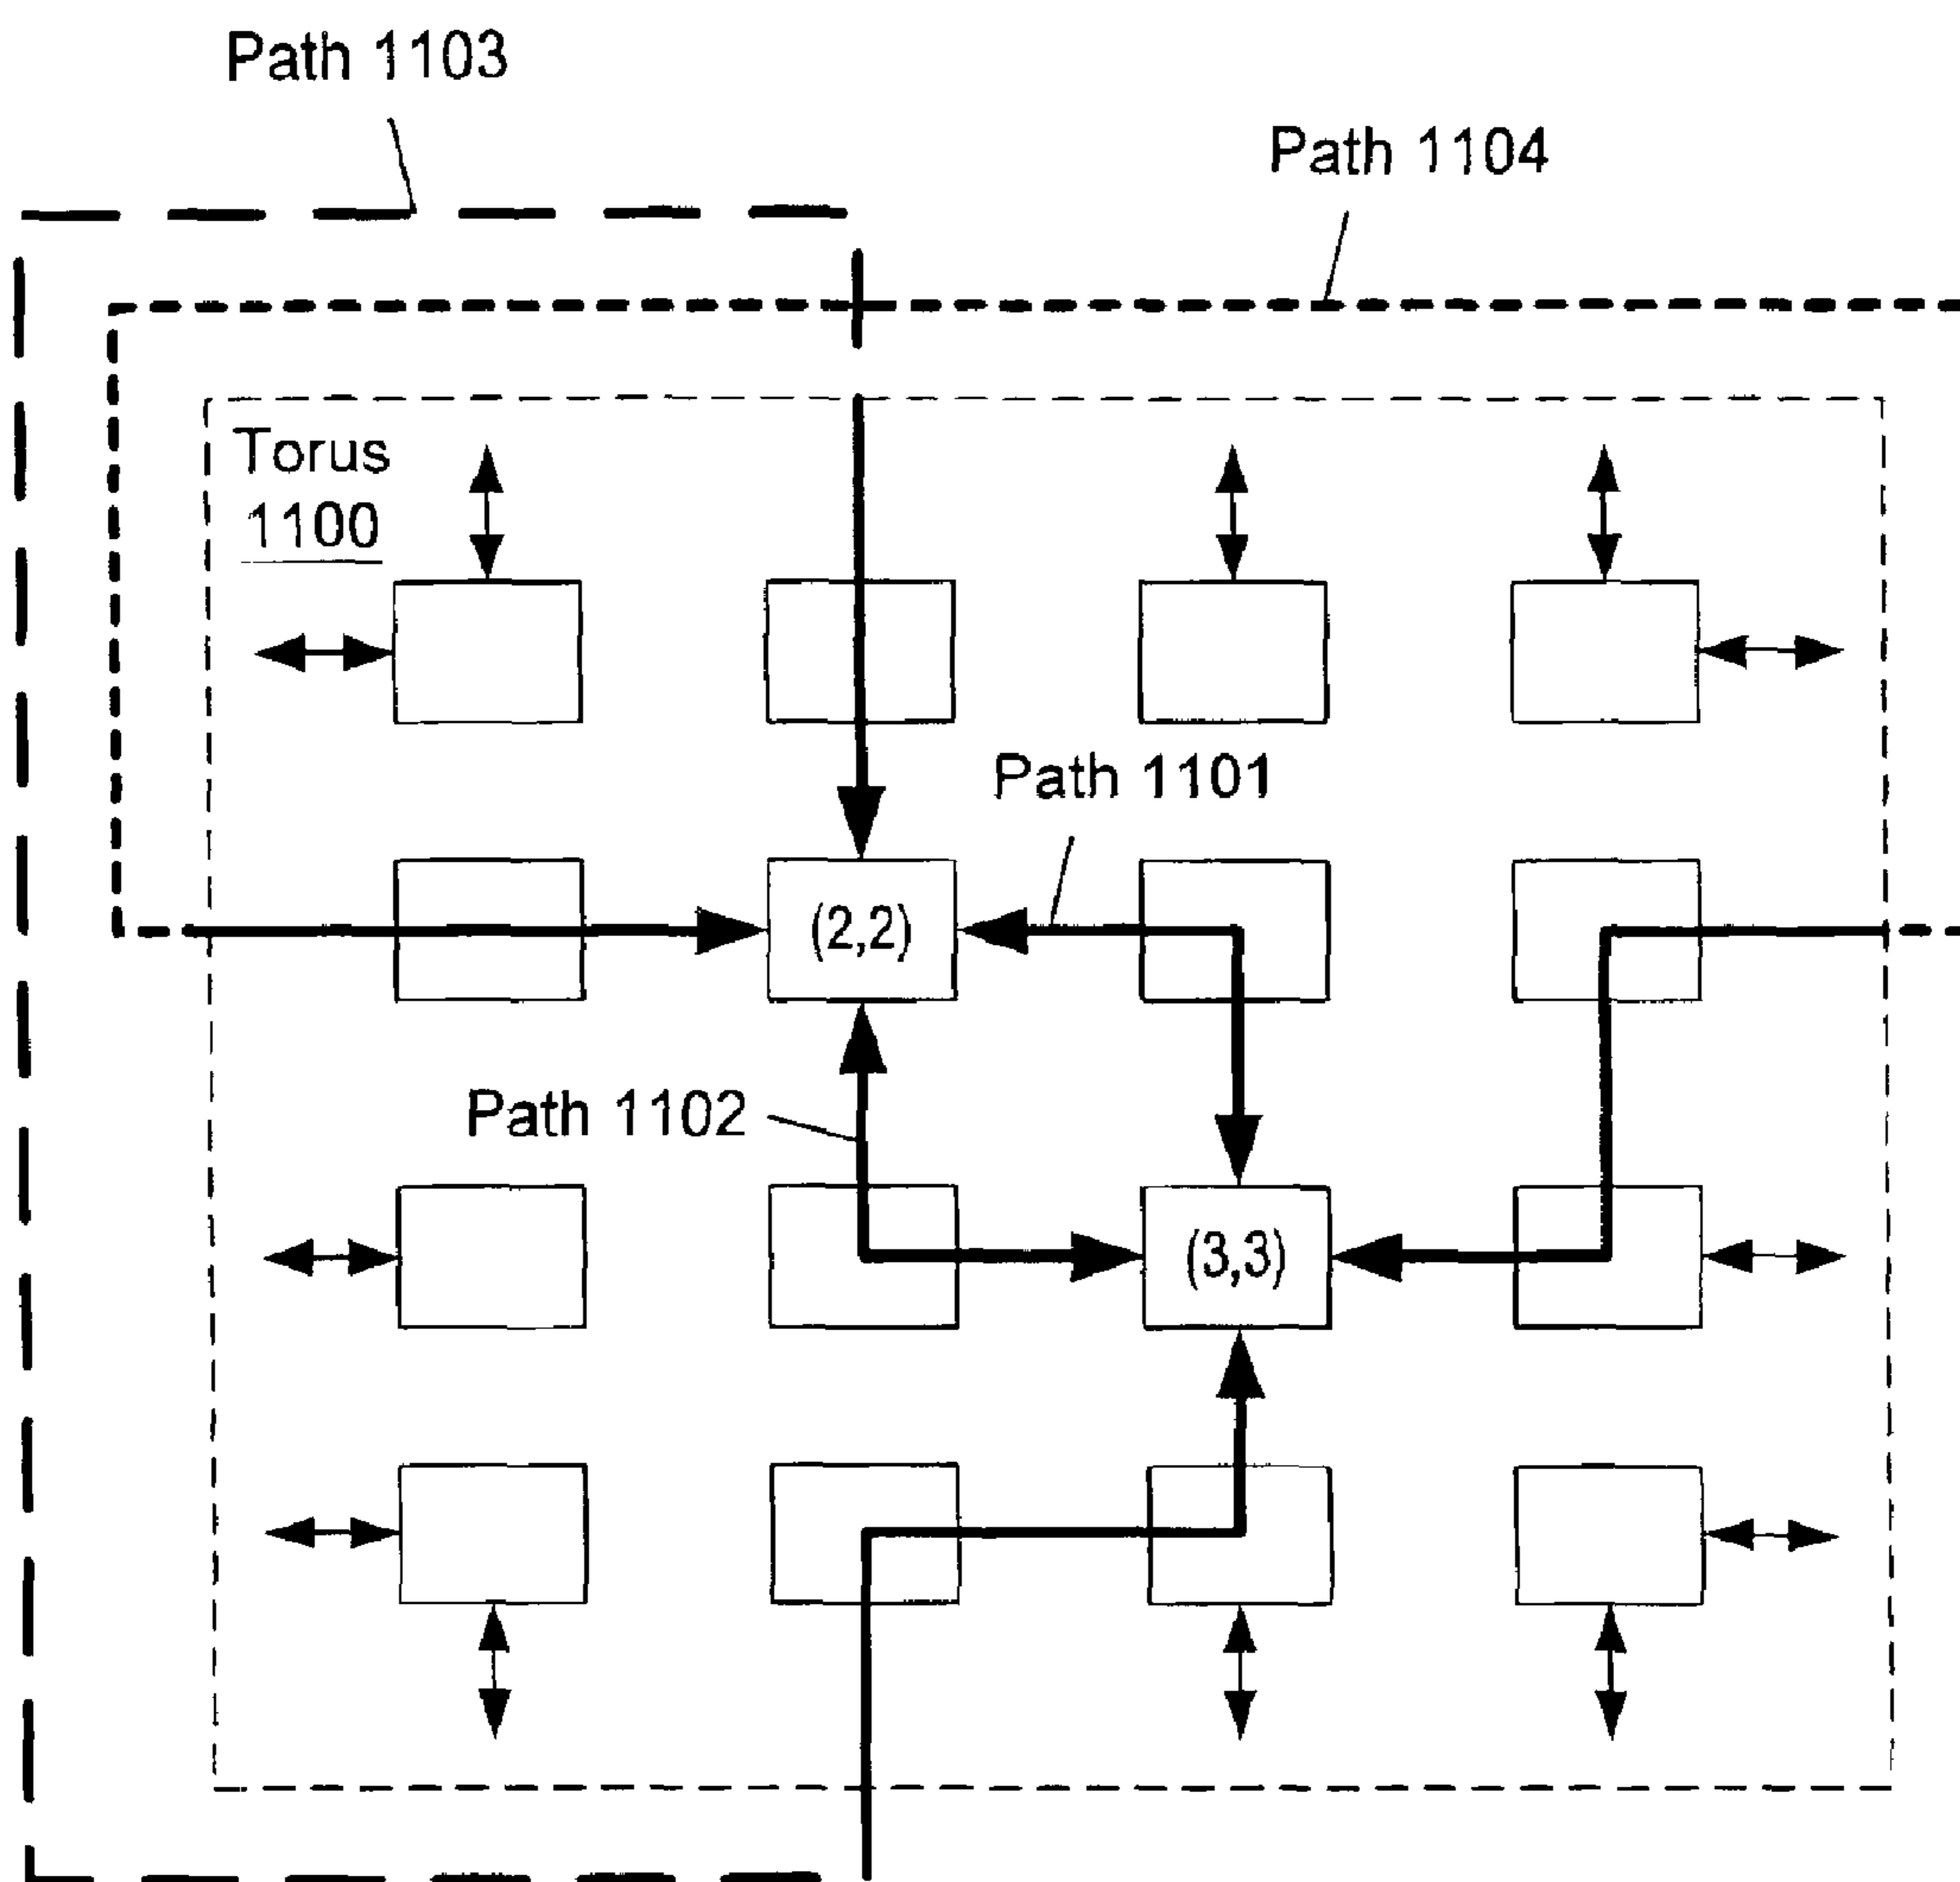 Path 1103
Path 1104
Torus
1100
Path 1101
(2,2)
Path 1102
(3,3)